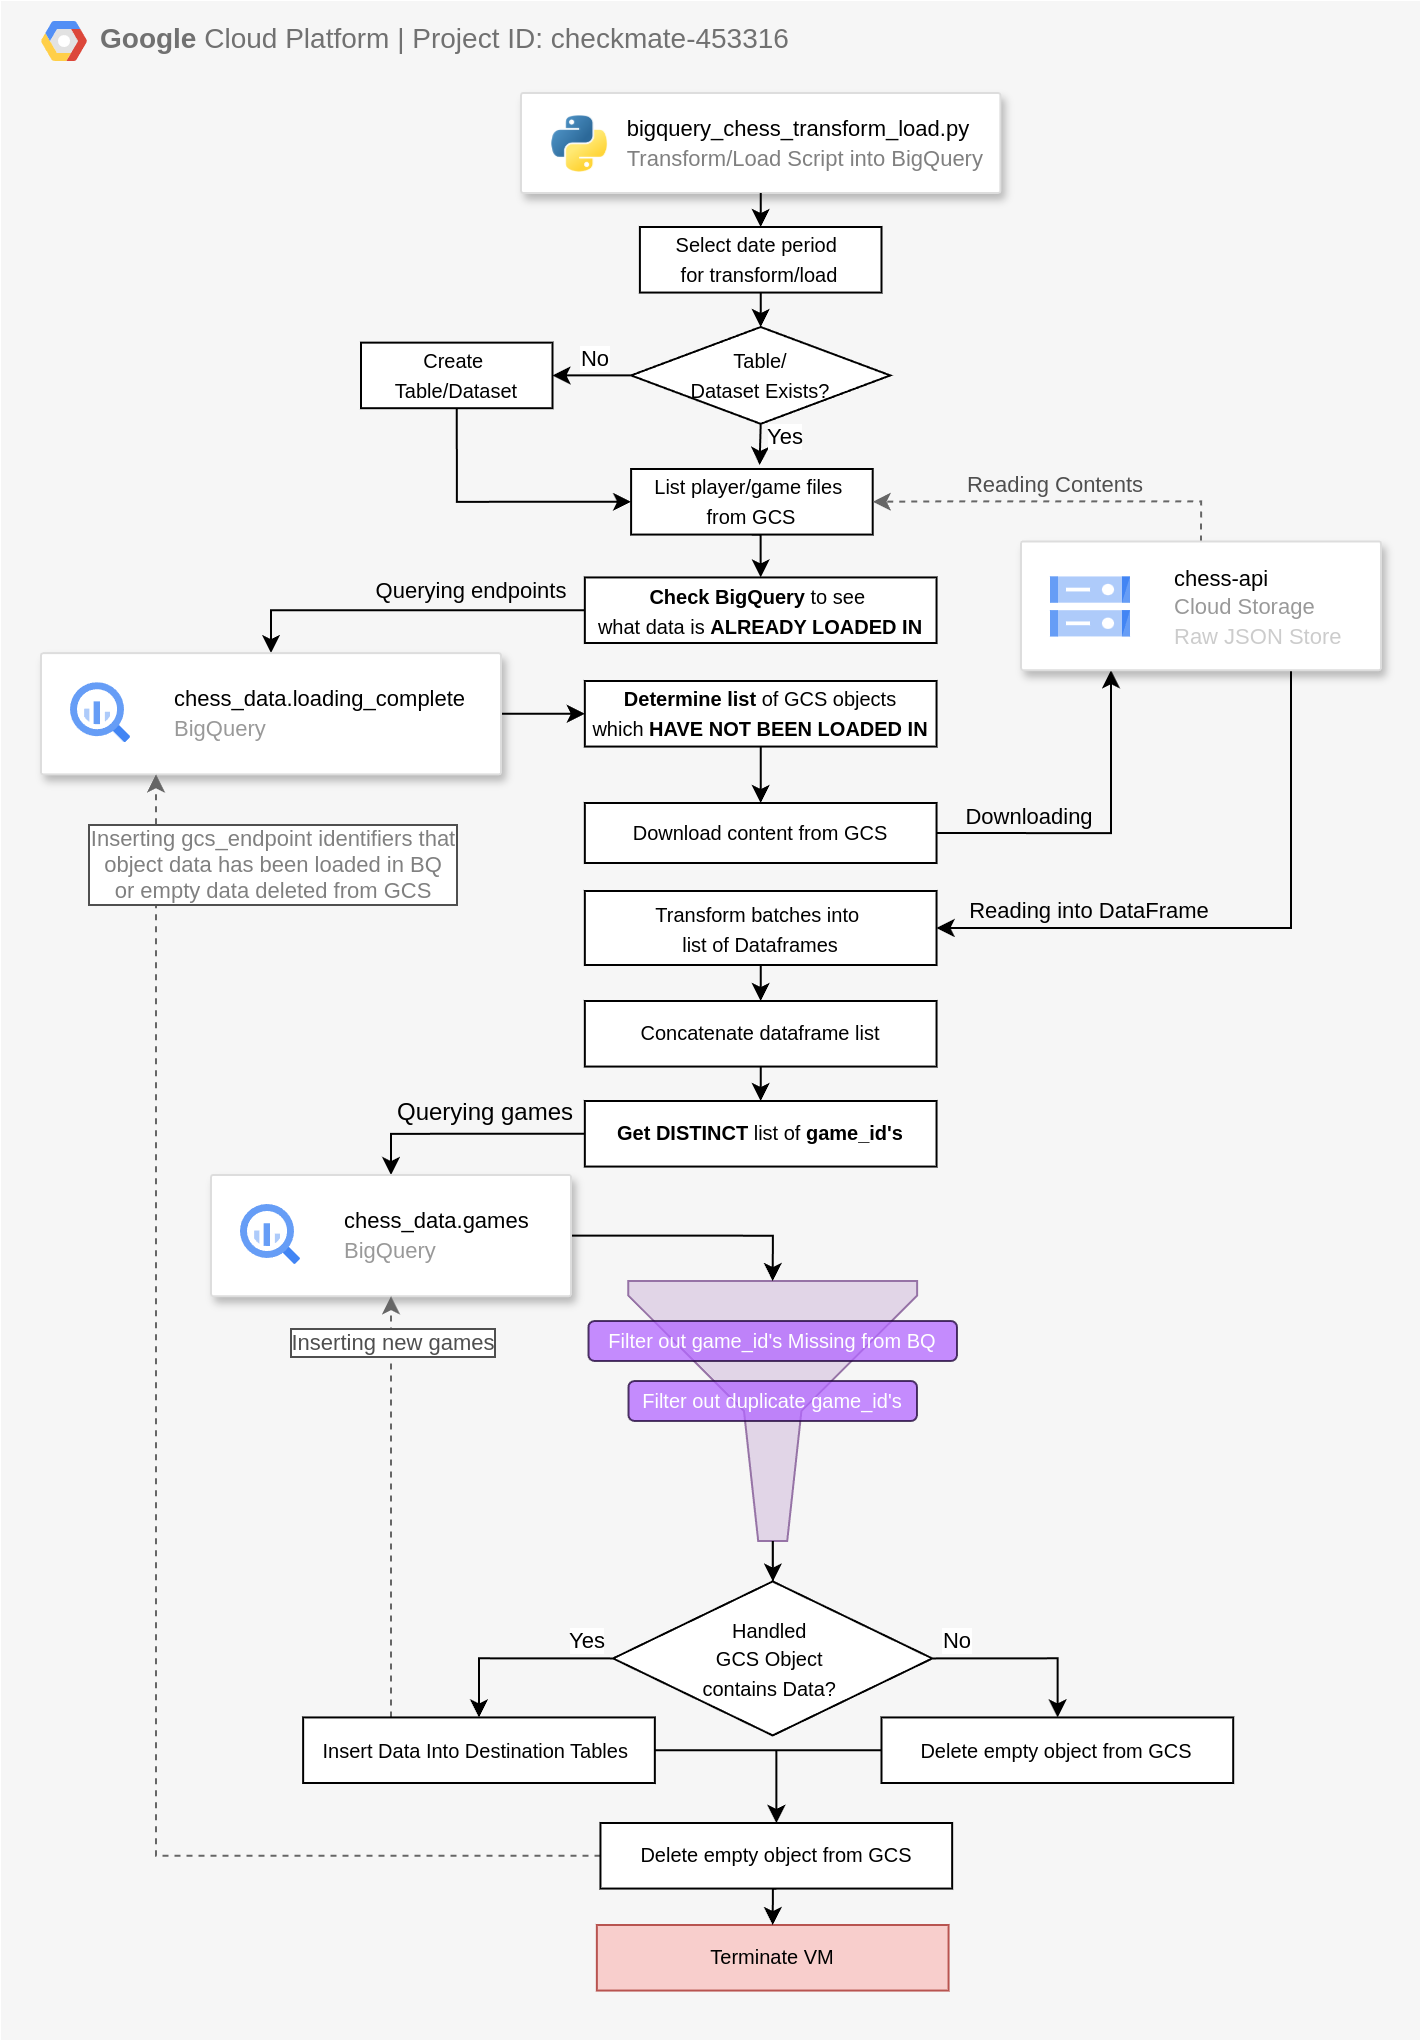 Google Cloud Platform | Project ID: checkmate-453316
bigquery_chess_transform_load.py
Transform/Load Script into BigQuery
Select date period
for transform/load
Create
Table/Dataset
No
Table/
Dataset Exists?
Yes
List player/game files
from GCS
Reading Contents
Querying endpoints
Check BigQuery to see
what data is ALREADY LOADED IN
chess-api
Cloud Storage
Raw JSON Store
chess_data.loading_complete
BigQuery
Determine list of GCS objects
which HAVE NOT BEEN LOADED IN
Inserting gcs_endpoint identifiers that
object data has been loaded in BQ
or empty data deleted from GCS
Download content from GCS
Downloading
Transform batches into
list of Dataframes
Reading into DataFrame
Concatenate dataframe list
Querying games
Get DISTINCT list of game_id's
chess_data.games
BigQuery
Inserting new games
Filter out game_id's Missing from BQ
Filter out duplicate game_id's
Handled
GCS Object
contains Data?
Yes
No
Insert Data Into Destination Tables
Delete empty object from GCS
Delete empty object from GCS
Terminate VM